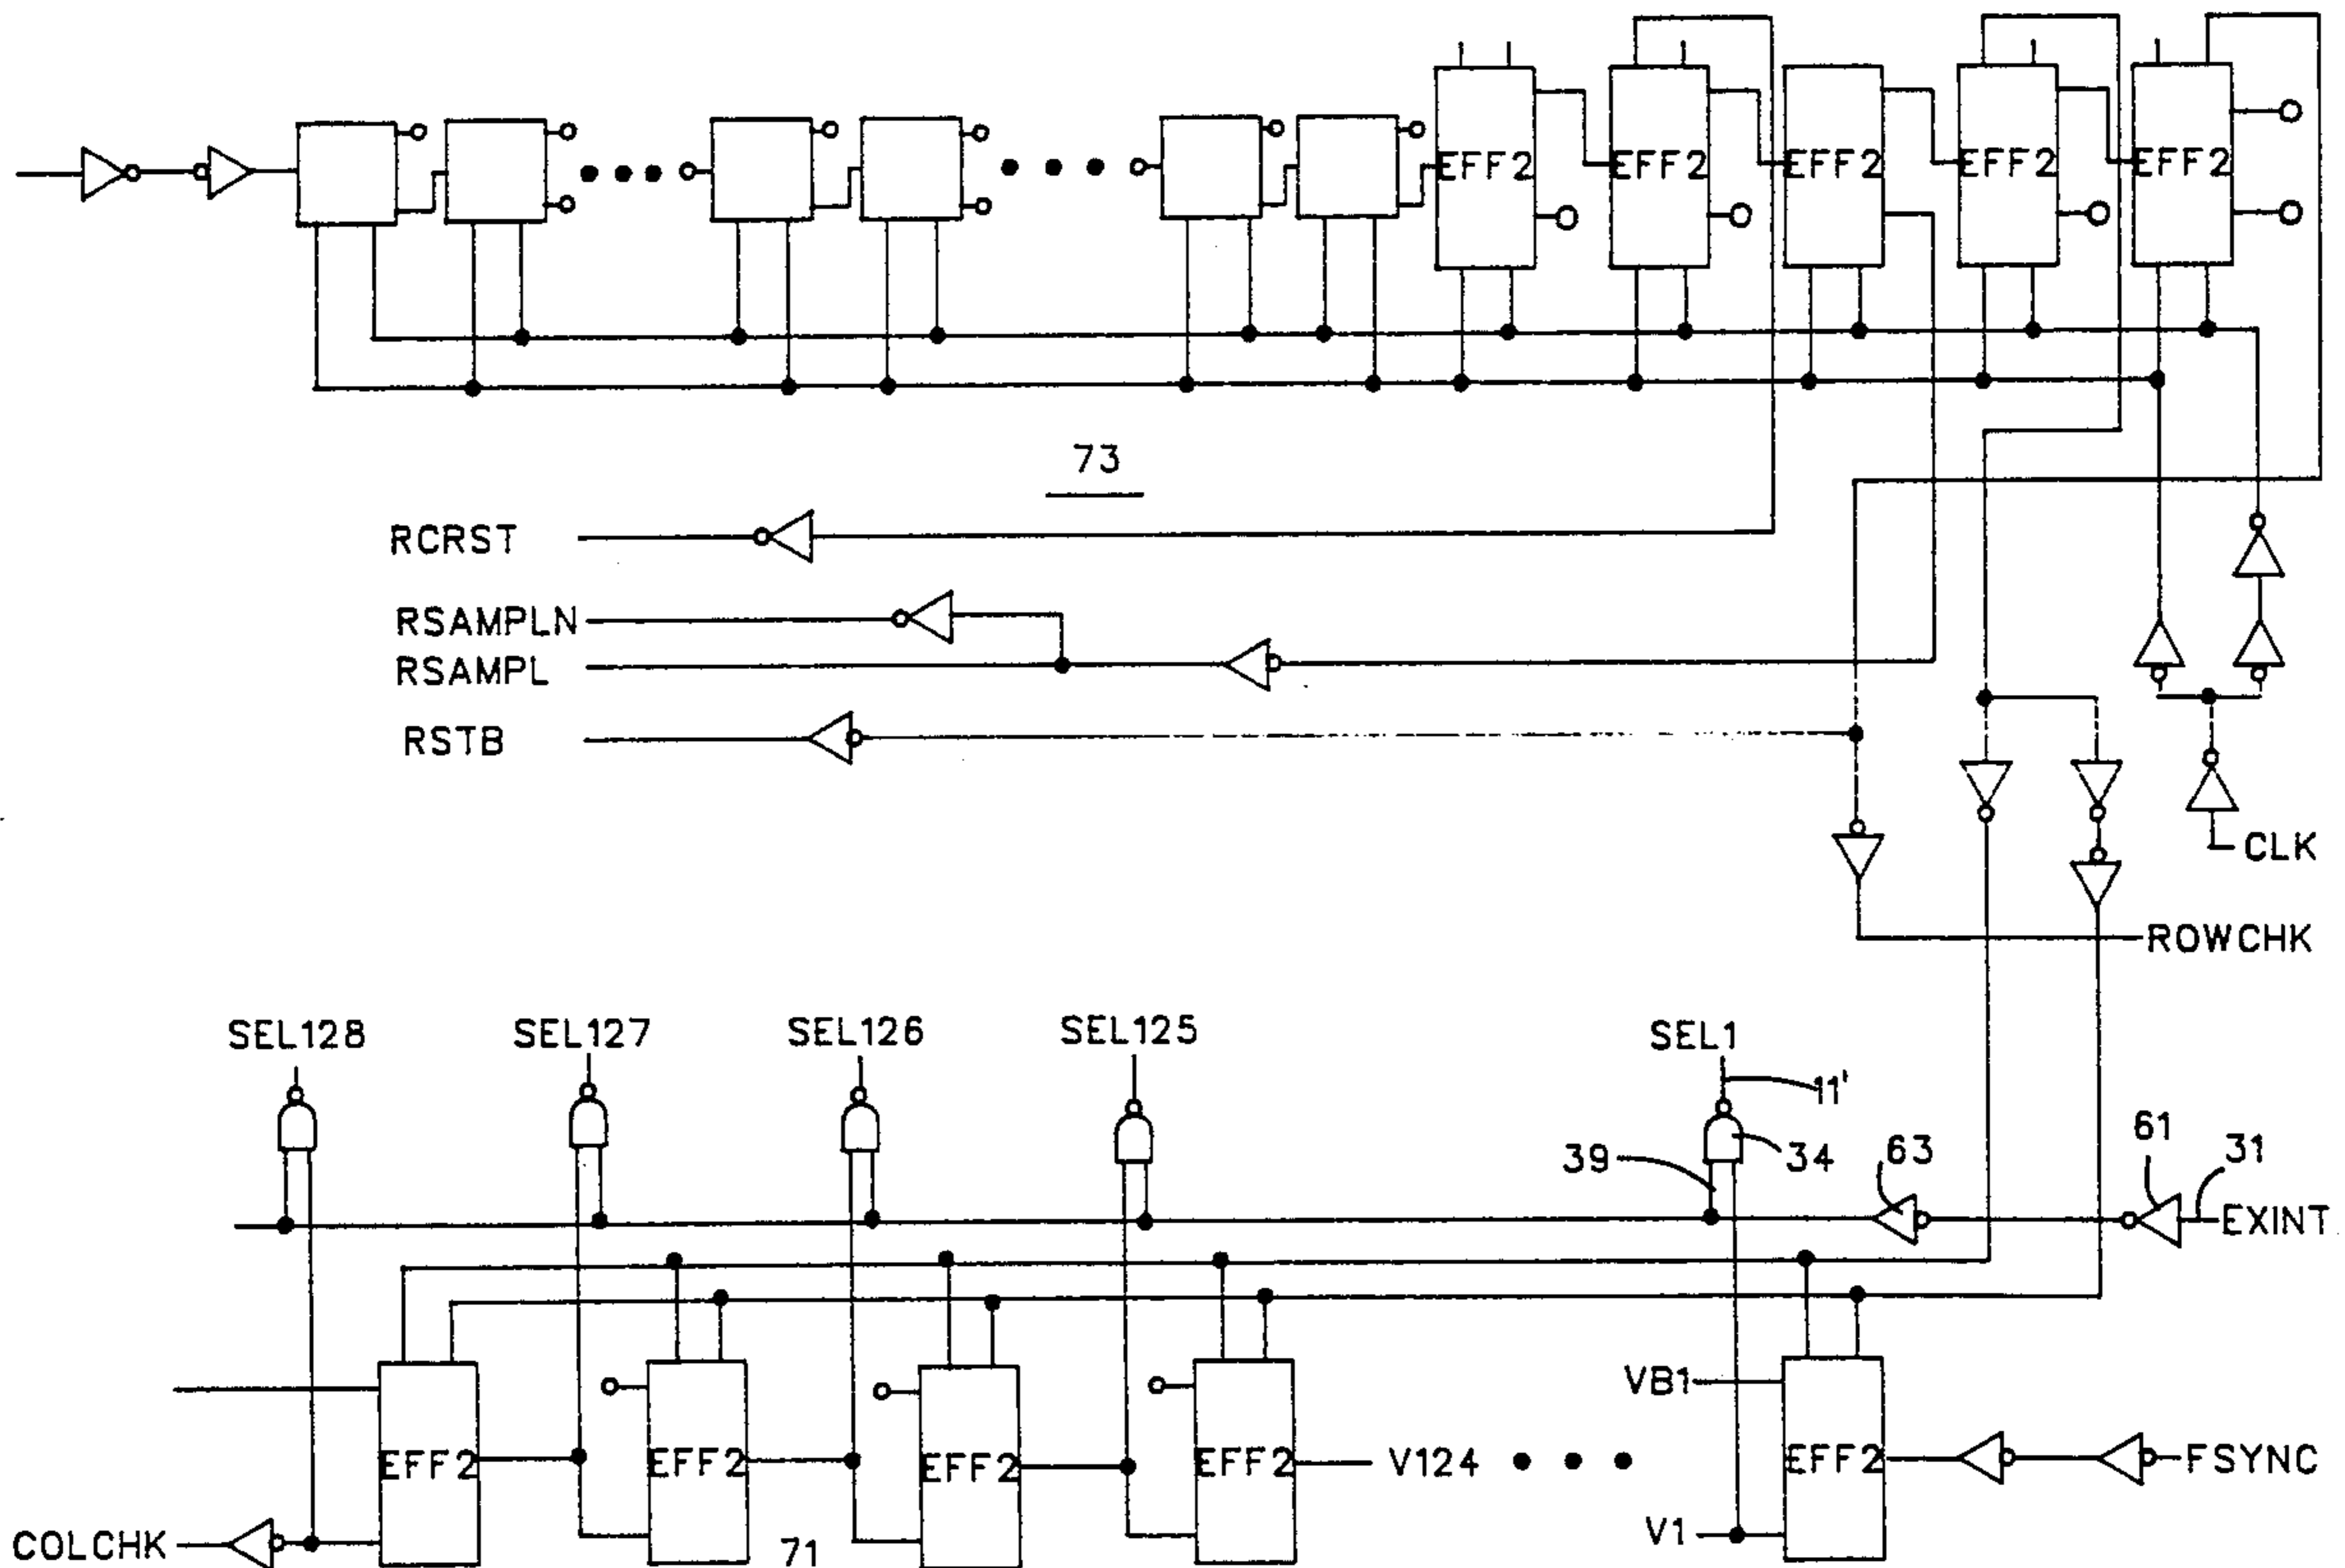 EFF2 EFF2 EFF2 EFF2 EFF2
73
RCRST
RSAMPLN
RSAMPL
RSTB
CLK
ROWCHK
SEL128 SEL127 SEL126 SEL125 SEL1
11'
39 34 63 61 31
EXINT
VB1
EFF2 EFF2 EFF2 EFF2 V124 EFF2 FSYNC
COLCHK 71 V1